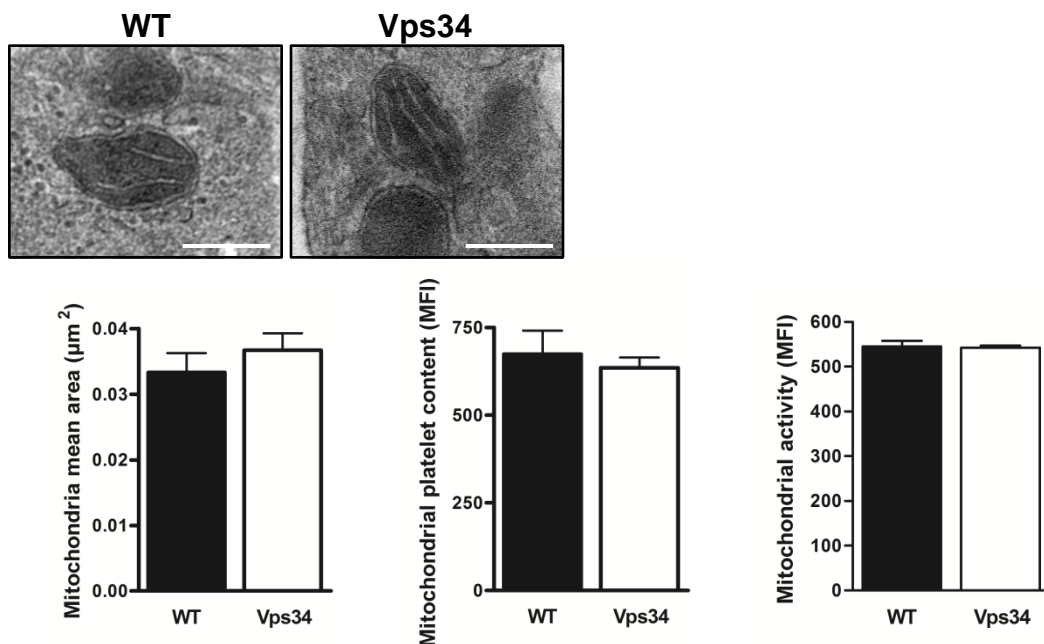 WT
Vps34
Mitochondria mean area (µm²)
0.04
0.03
0.02
0.01
0.00
WT
Vps34
Mitochondrial platelet content (MFI)
750
500
250
0
WT
Vps34
Mitochondrial activity (MFI)
600
500
400
300
200
100
0
WT
Vps34